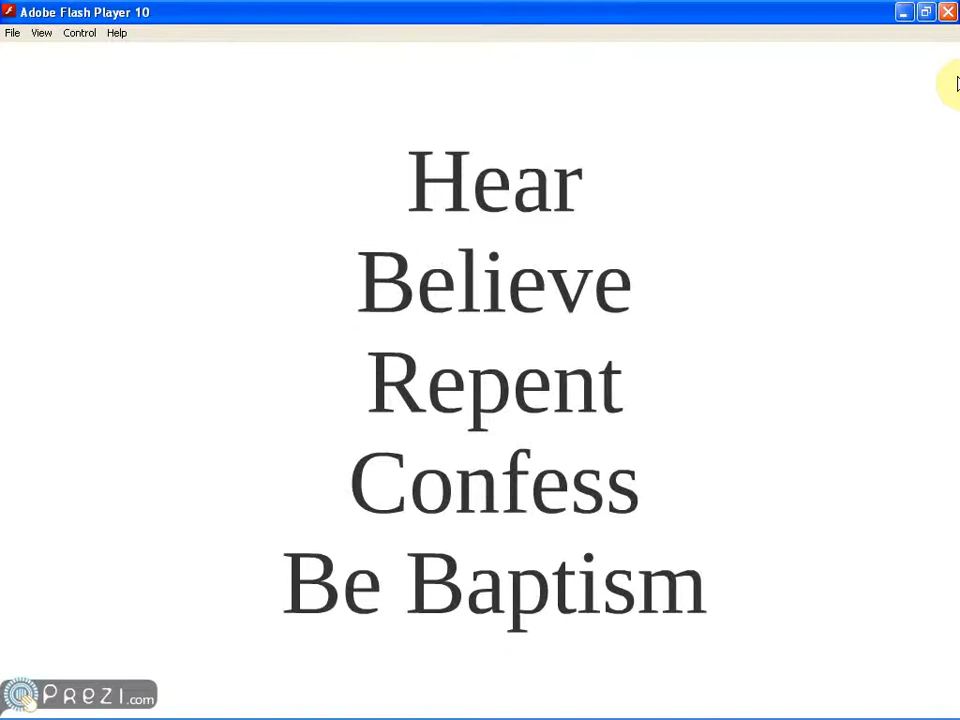 Adobe Flash Player 10
File View Control Help
Hear
Believe
Repent
Confess
Be Baptism
Prezi.com